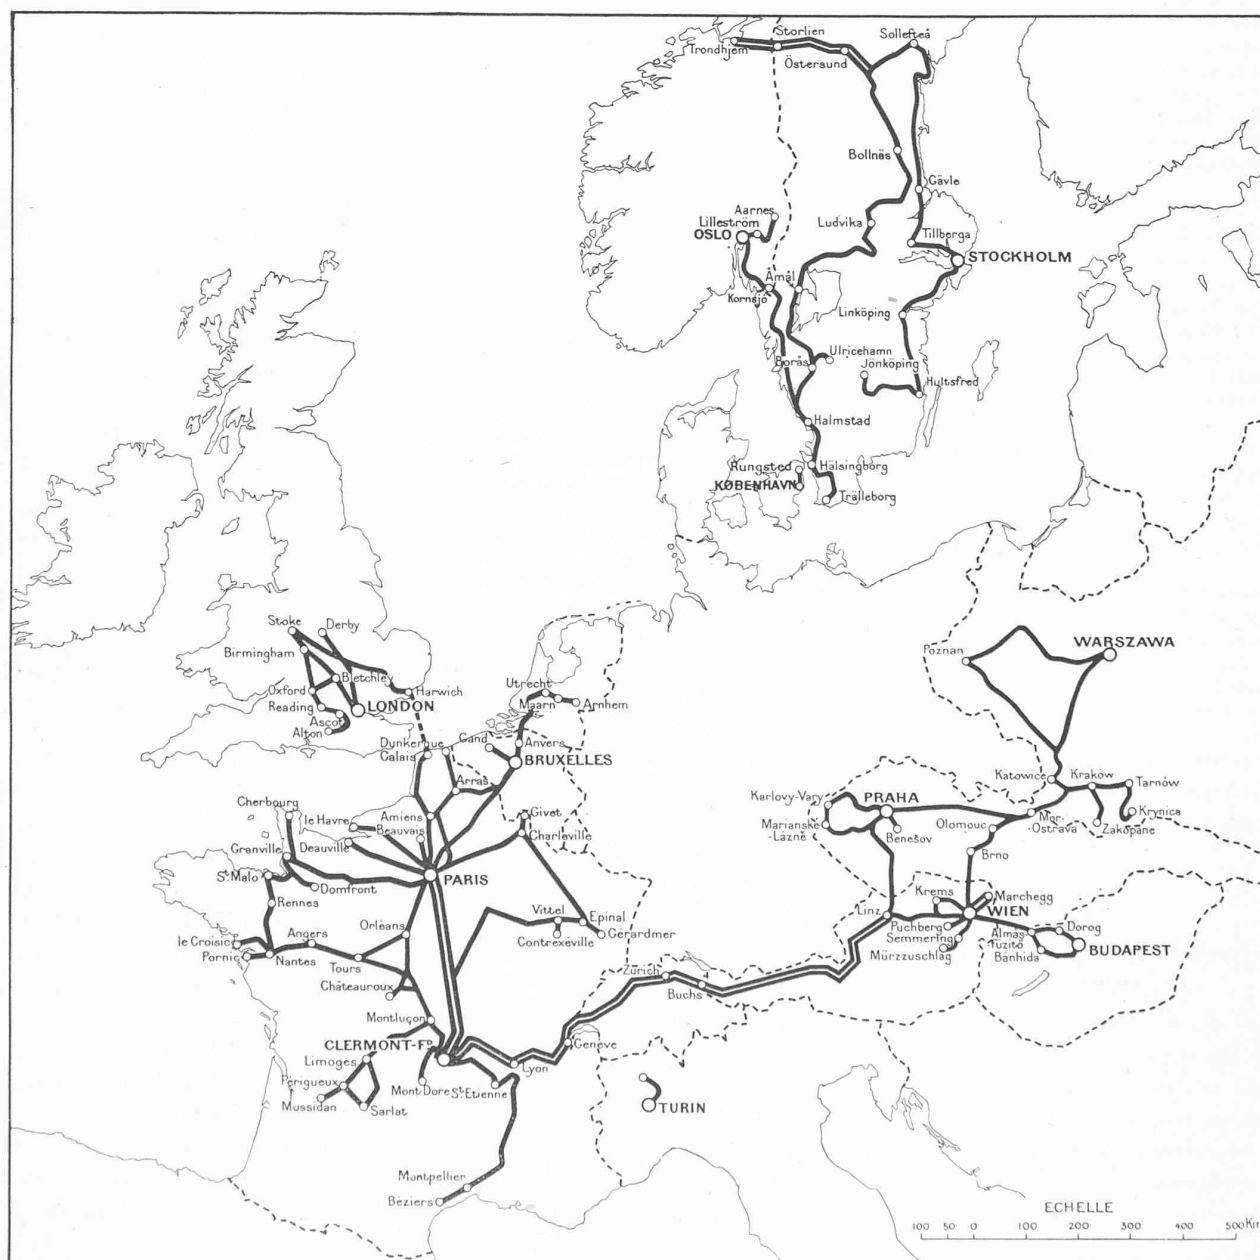 Storlien
Sollefteå
Trondhjem
Östersund
Bollnäs
Gävle
Aarnes
Lilleström
OSLO
Ludvika
Tillberga
STOCKHOLM
Åmål
Kornsjö
Linköping
Ulricehamn
Borås
Jönköping
Hultsfred
Halmstad
Rungsted
Hälsingborg
KØBENHAVN
Trälleborg
Stoke
Derby
Birmingham
Bletchley
Oxford
Harwich
Reading
LONDON
Ascot
Alton
Utrecht
Maarn
Arnhem
Dunkerque
Gand
Anvers
Calais
BRUXELLES
Arras
Cherbourg
le Havre
Amiens
Beauvais
Givet
Charleville
Granville
Deauville
St Malo
Domfront
PARIS
Rennes
Orléans
Vittel
Epinal
Contrexéville
Gérardmer
le Croisic
Angers
Pornic
Nantes
Tours
Châteauroux
Montluçon
CLERMONT-FD
Limoges
Périgueux
Mussidan
Sarlat
Mont Dore
St Etienne
Lyon
Genève
Zürich
Buchs
TURIN
Montpellier
Béziers
Poznan
WARSZAWA
Katowice
Kraków
Tarnów
Karlovy-Vary
PRAHA
Krynica
Marianské
-Lázně
Benešov
Olomouc
Mor-
-Ostrava
Zakopane
Brno
Krems
Marchegg
Linz
WIEN
Puchberg
Semmering
Mürzzuschlag
Almás
Füzitö
Dorog
Bánhida
BUDAPEST
ECHELLE
100 50 0 100 200 300 400 500 Km